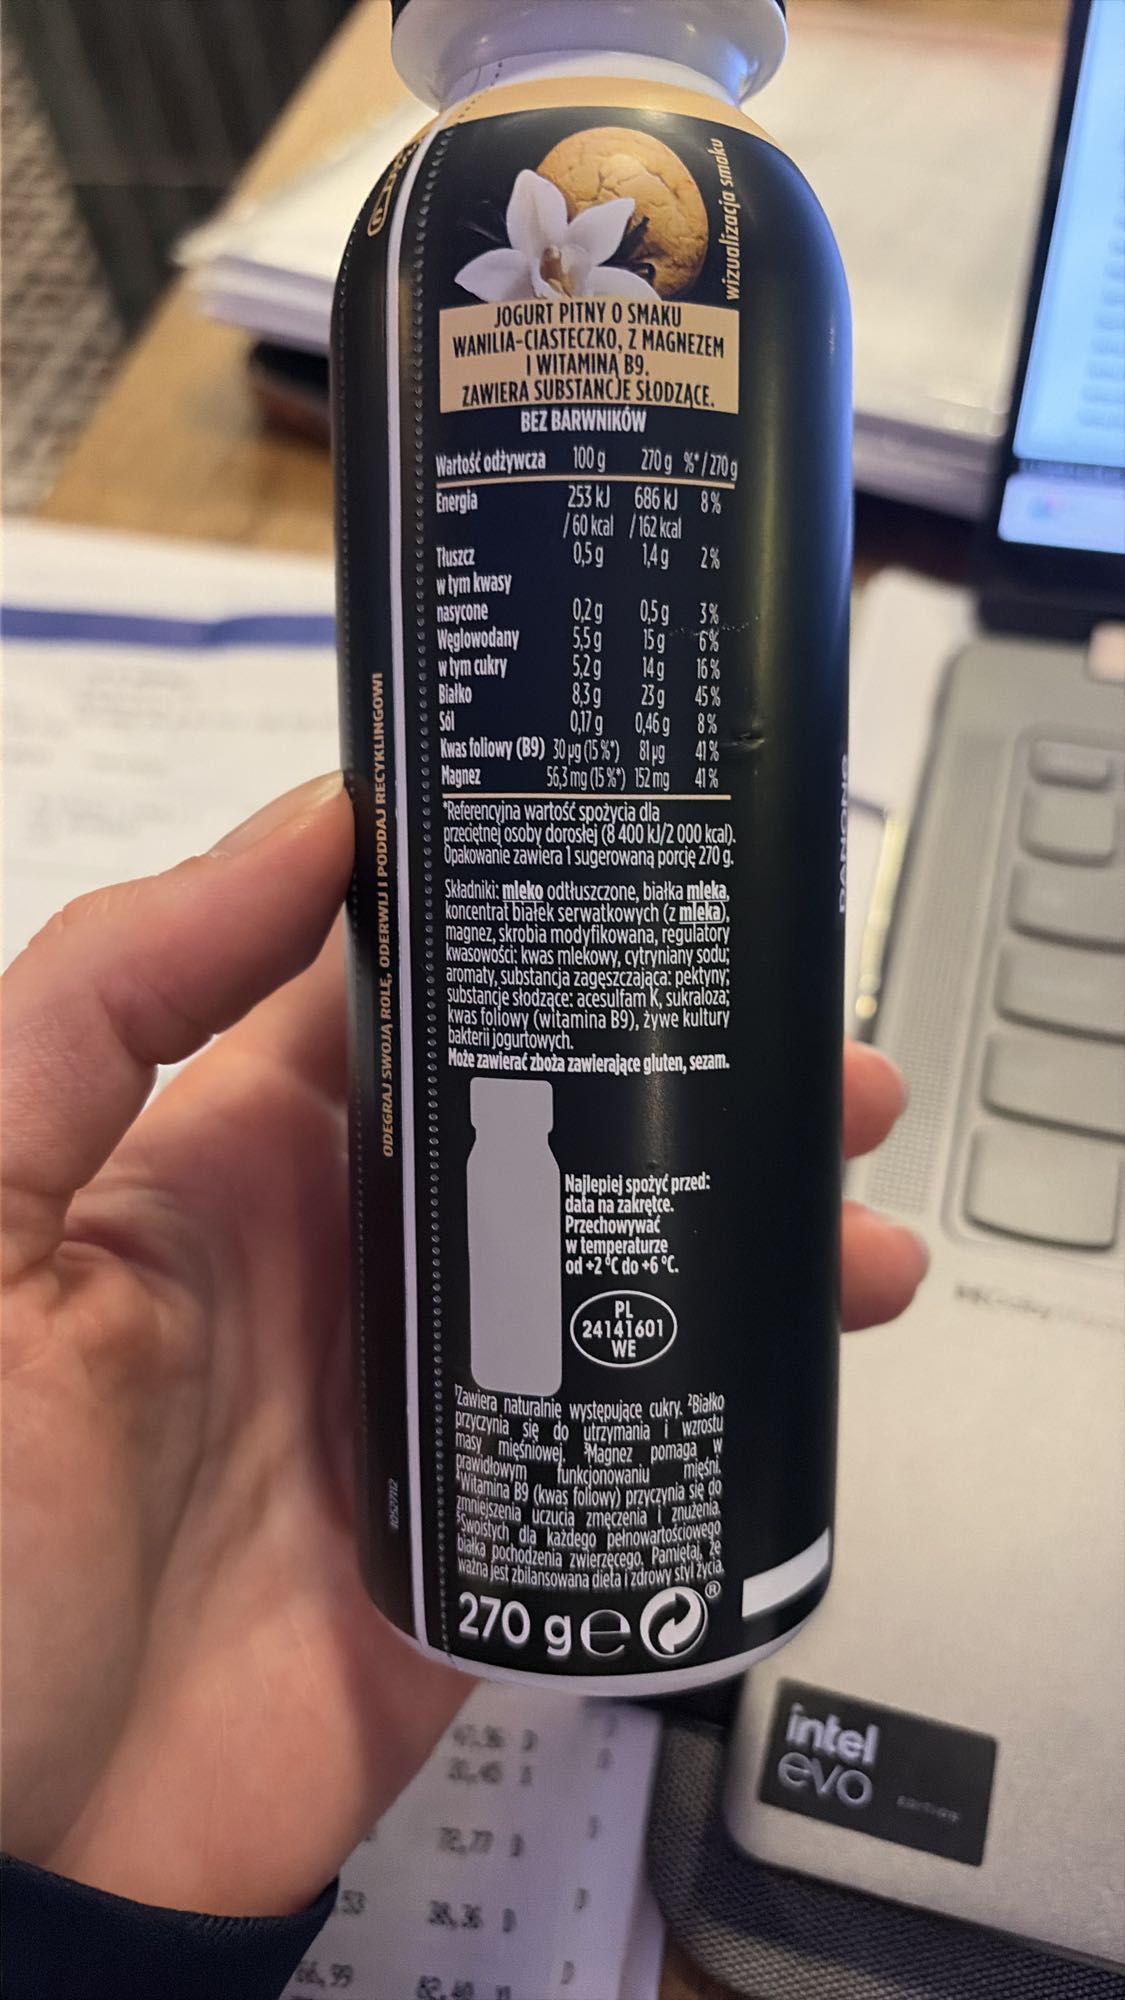 wizualizacja smaku
JOGURT PITNY O SMAKU
WANILIA-CIASTECZKO, Z MAGNEZEM
I WITAMINĄ B9.
ZAWIERA SUBSTANCJE SŁODZĄCE.
BEZ BARWNIKÓW
Wartość odżywcza 100 g 270 g %*/270 g
Energia 253 kJ 686 kJ 8%
/60 kcal /162 kcal
Tłuszcz 0,5 g 1,4 g 2%
w tym kwasy
nasycone 0,2 g 0,5 g 3%
Węglowodany 5,5 g 15 g 6%
w tym cukry 5,2 g 14 g 16%
Białko 8,3 g 23 g 45%
Sól 0,17 g 0,46 g 8%
Kwas foliowy (B9) 30 µg (15%*) 81 µg 41%
Magnez 56,3 mg (15%*) 152 mg 41%
*Referencyjna wartość spożycia dla
przeciętnej osoby dorosłej (8 400 kJ/2 000 kcal).
Opakowanie zawiera 1 sugerowaną porcję 270 g.
Składniki: mleko odtłuszczone, białka mleka,
koncentrat białek serwatkowych (z mleka),
magnez, skrobia modyfikowana, regulatory
kwasowości: kwas mlekowy, cytryniany sodu;
aromaty, substancja zagęszczająca: pektyny;
substancje słodzące: acesulfam K, sukraloza;
kwas foliowy (witamina B9), żywe kultury
bakterii jogurtowych.
Może zawierać zboża zawierające gluten, sezam.
Najlepiej spożyć przed:
data na zakrętce.
Przechowywać
w temperaturze
od +2 °C do +6 °C.
PL
24141601
WE
¹Zawiera naturalnie występujące cukry. ²Białko
przyczynia się do utrzymania i wzrostu
masy mięśniowej. ³Magnez pomaga w
prawidłowym funkcjonowaniu mięśni.
⁴Witamina B9 (kwas foliowy) przyczynia się do
zmniejszenia uczucia zmęczenia i znużenia.
⁵Swoistych dla każdego pełnowartościowego
białka pochodzenia zwierzęcego. Pamiętaj, że
ważna jest zbilansowana dieta i zdrowy styl życia.
270 g e ®
ODEGRAJ SWOJĄ ROLĘ, ODERWIJ I PODDAJ RECYKLINGOWI
DANONE
intel
evo
EDITION
72,77 D
38,36 D
66,99